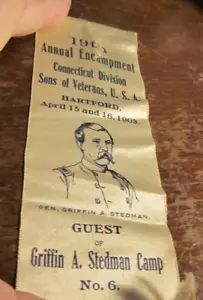 Annual Encampment
Connecticut Division
Sons of Veterans, U. S. A.
HARTFORD,
April 15 and 16, 1903.
GEN. GRIFFIN A. STEDMAN.
GUEST
OF
Griffin A. Stedman Camp
No. 6.